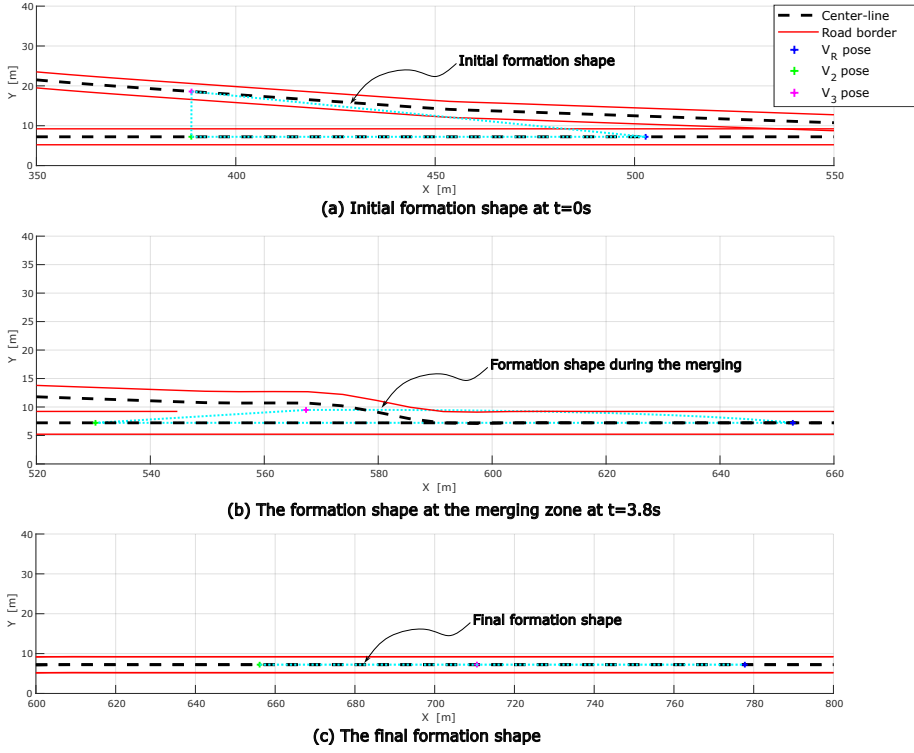 40
30
20
10
0
Y [m]
350
400
450
500
550
X [m]
Initial formation shape
Center-line
Road border
V_R pose
V_2 pose
V_3 pose
(a) Initial formation shape at t=0s
40
35
30
25
20
15
10
5
0
Y [m]
520
540
560
580
600
620
640
660
X [m]
Formation shape during the merging
(b) The formation shape at the merging zone at t=3.8s
40
30
20
10
0
Y [m]
600
620
640
660
680
700
720
740
760
780
800
X [m]
Final formation shape
(c) The final formation shape